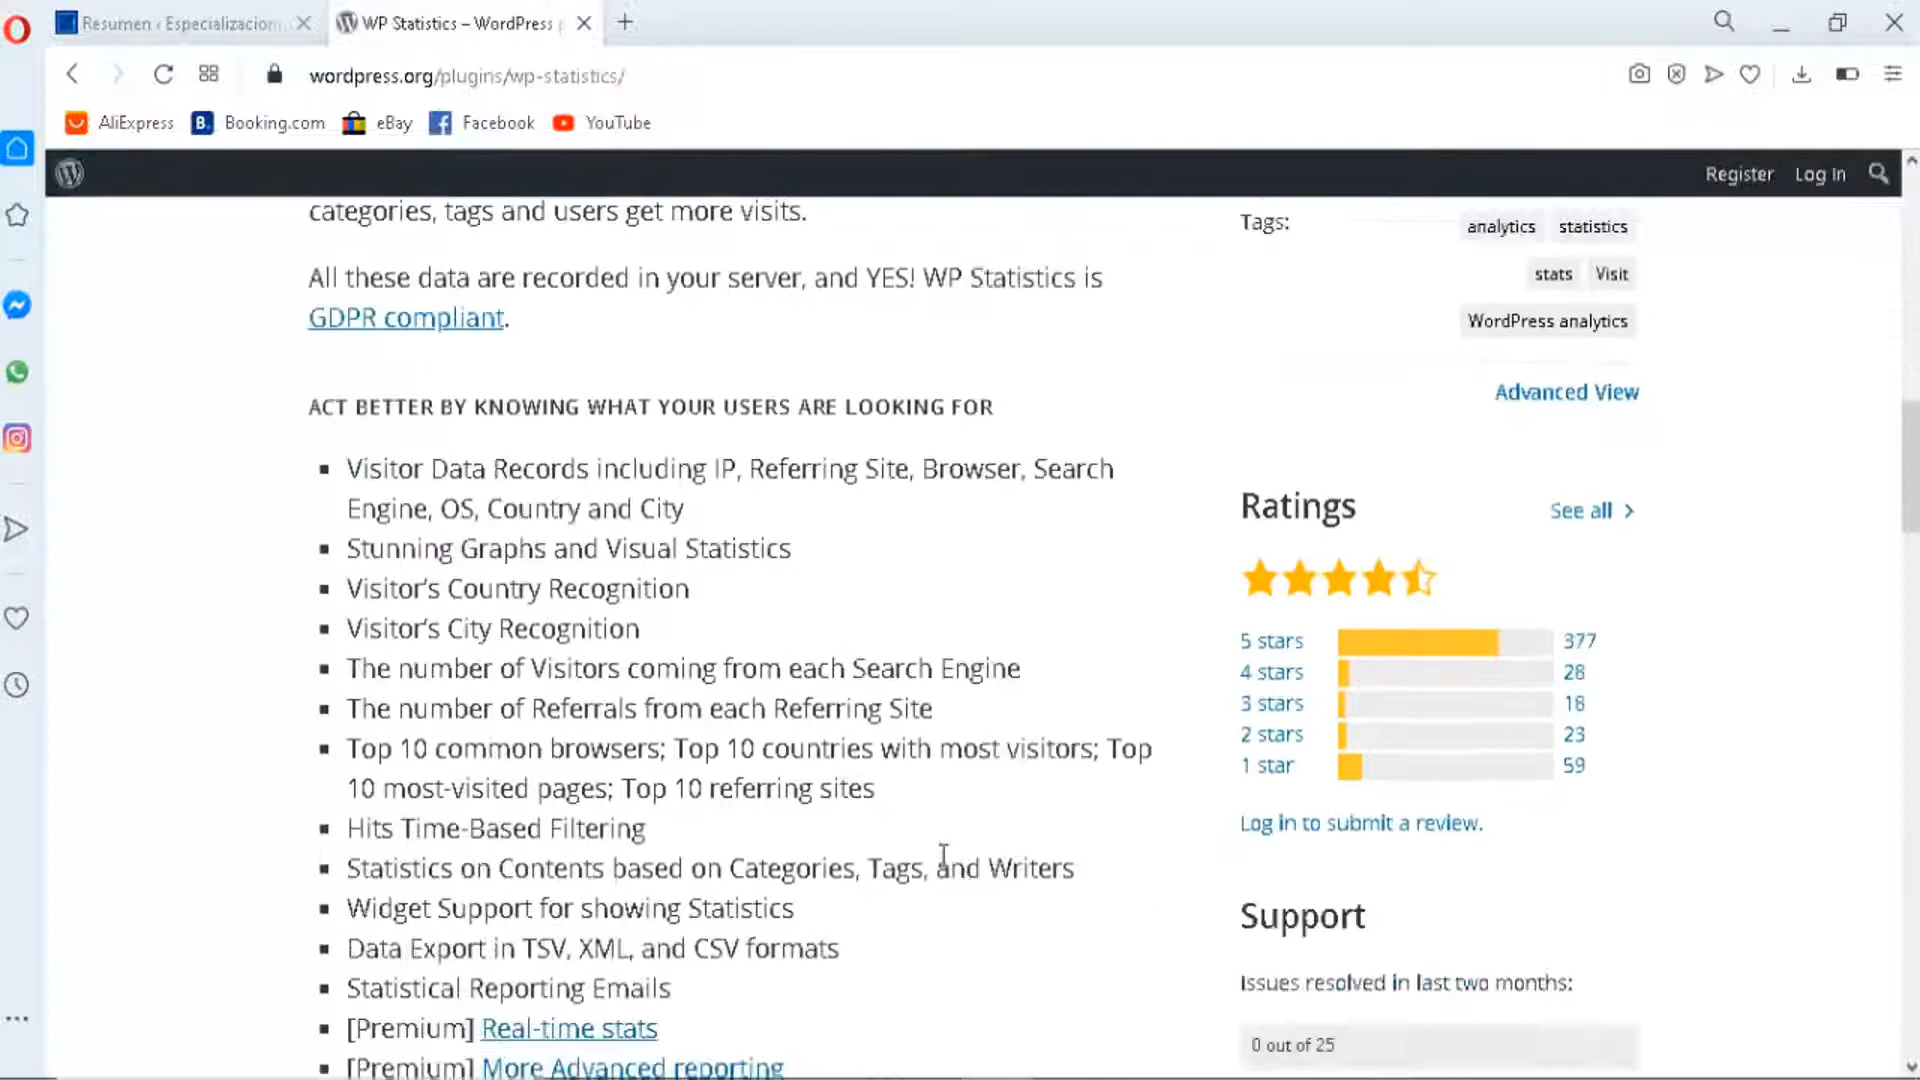 Resumen ‹ Especializacion
WP Statistics – WordPress p
wordpress.org/plugins/wp-statistics/
AliExpress
Booking.com
eBay
Facebook
YouTube
Register
Log In
categories, tags and users get more visits.
All these data are recorded in your server, and YES! WP Statistics is
GDPR compliant.
ACT BETTER BY KNOWING WHAT YOUR USERS ARE LOOKING FOR
Visitor Data Records including IP, Referring Site, Browser, Search
Engine, OS, Country and City
Stunning Graphs and Visual Statistics
Visitor's Country Recognition
Visitor's City Recognition
The number of Visitors coming from each Search Engine
The number of Referrals from each Referring Site
Top 10 common browsers; Top 10 countries with most visitors; Top
10 most-visited pages; Top 10 referring sites
Hits Time-Based Filtering
Statistics on Contents based on Categories, Tags, and Writers
Widget Support for showing Statistics
Data Export in TSV, XML, and CSV formats
Statistical Reporting Emails
[Premium] Real-time stats
[Premium] More Advanced reporting
Tags:
analytics
statistics
stats
Visit
WordPress analytics
Advanced View
Ratings
See all
5 stars 377
4 stars 28
3 stars 18
2 stars 23
1 star 59
Log in to submit a review.
Support
Issues resolved in last two months:
0 out of 25